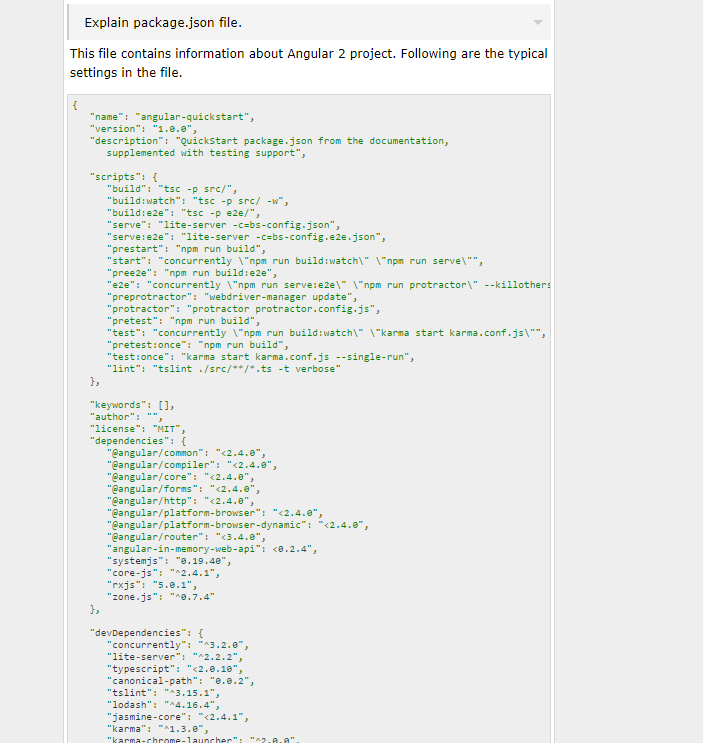 Explain package.json file.
This file contains information about Angular 2 project. Following are the typical
settings in the file.
{
"name": "angular-quickstart",
"version": "1.0.0",
"description": "QuickStart package.json from the documentation,
supplemented with testing support",
"scripts": {
"build": "tsc -p src/",
"build:watch": "tsc -p src/ -w",
"build:e2e": "tsc -p e2e/",
"serve": "lite-server -c=bs-config.json",
"serve:e2e": "lite-server -c=bs-config.e2e.json",
"prestart": "npm run build",
"start": "concurrently \"npm run build:watch\" \"npm run serve\"",
"pree2e": "npm run build:e2e",
"e2e": "concurrently \"npm run serve:e2e\" \"npm run protractor\" --killothers
"preprotractor": "webdriver-manager update",
"protractor": "protractor protractor.config.js",
"pretest": "npm run build",
"test": "concurrently \"npm run build:watch\" \"karma start karma.conf.js\"",
"pretest:once": "npm run build",
"test:once": "karma start karma.conf.js --single-run",
"lint": "tslint ./src/**/*.ts -t verbose"
},
"keywords": [],
"author": "",
"license": "MIT",
"dependencies": {
"@angular/common": "<2.4.0",
"@angular/compiler": "<2.4.0",
"@angular/core": "<2.4.0",
"@angular/forms": "<2.4.0",
"@angular/http": "<2.4.0",
"@angular/platform-browser": "<2.4.0",
"@angular/platform-browser-dynamic": "<2.4.0",
"@angular/router": "<3.4.0",
"angular-in-memory-web-api": <0.2.4",
"systemjs": "0.19.40",
"core-js": "^2.4.1",
"rxjs": "5.0.1",
"zone.js": "^0.7.4"
},
"devDependencies": {
"concurrently": "^3.2.0",
"lite-server": "^2.2.2",
"typescript": "<2.0.10",
"canonical-path": "0.0.2",
"tslint": "^3.15.1",
"lodash": "^4.16.4",
"jasmine-core": "<2.4.1",
"karma": "^1.3.0",
"karma-chrome-launcher": "^2.0.0",